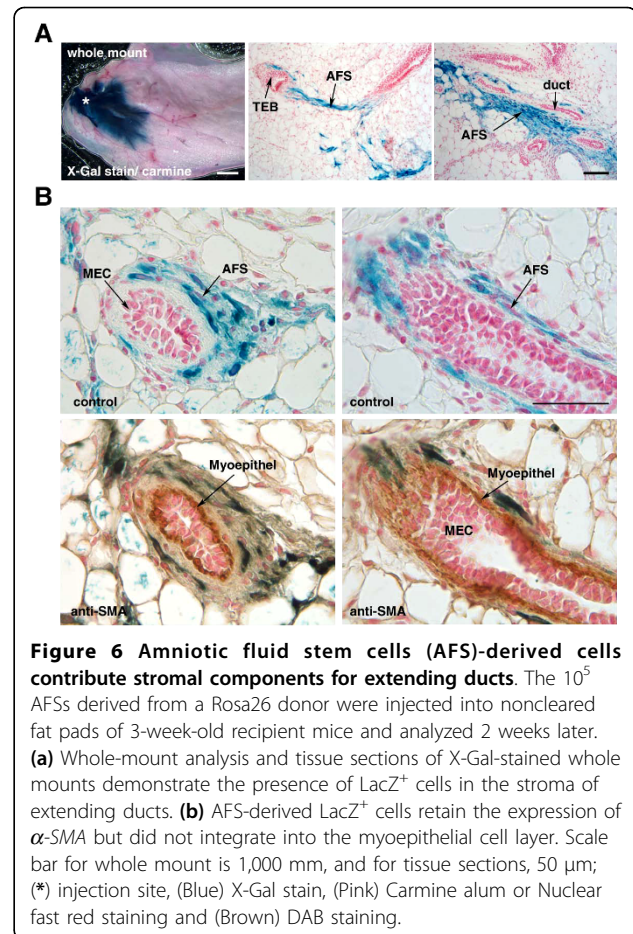 A
whole mount
*
X-Gal stain/ carmine
AFS
TEB
duct
AFS
B
MEC
AFS
control
AFS
control
Myoepithel
anti-SMA
Myoepithel
MEC
anti-SMA
Figure 6 Amniotic fluid stem cells (AFS)-derived cells
contribute stromal components for extending ducts. The 10⁵
AFSs derived from a Rosa26 donor were injected into noncleared
fat pads of 3-week-old recipient mice and analyzed 2 weeks later.
(a) Whole-mount analysis and tissue sections of X-Gal-stained whole
mounts demonstrate the presence of LacZ⁺ cells in the stroma of
extending ducts. (b) AFS-derived LacZ⁺ cells retain the expression of
α-SMA but did not integrate into the myoepithelial cell layer. Scale
bar for whole mount is 1,000 mm, and for tissue sections, 50 μm;
(*) injection site, (Blue) X-Gal stain, (Pink) Carmine alum or Nuclear
fast red staining and (Brown) DAB staining.